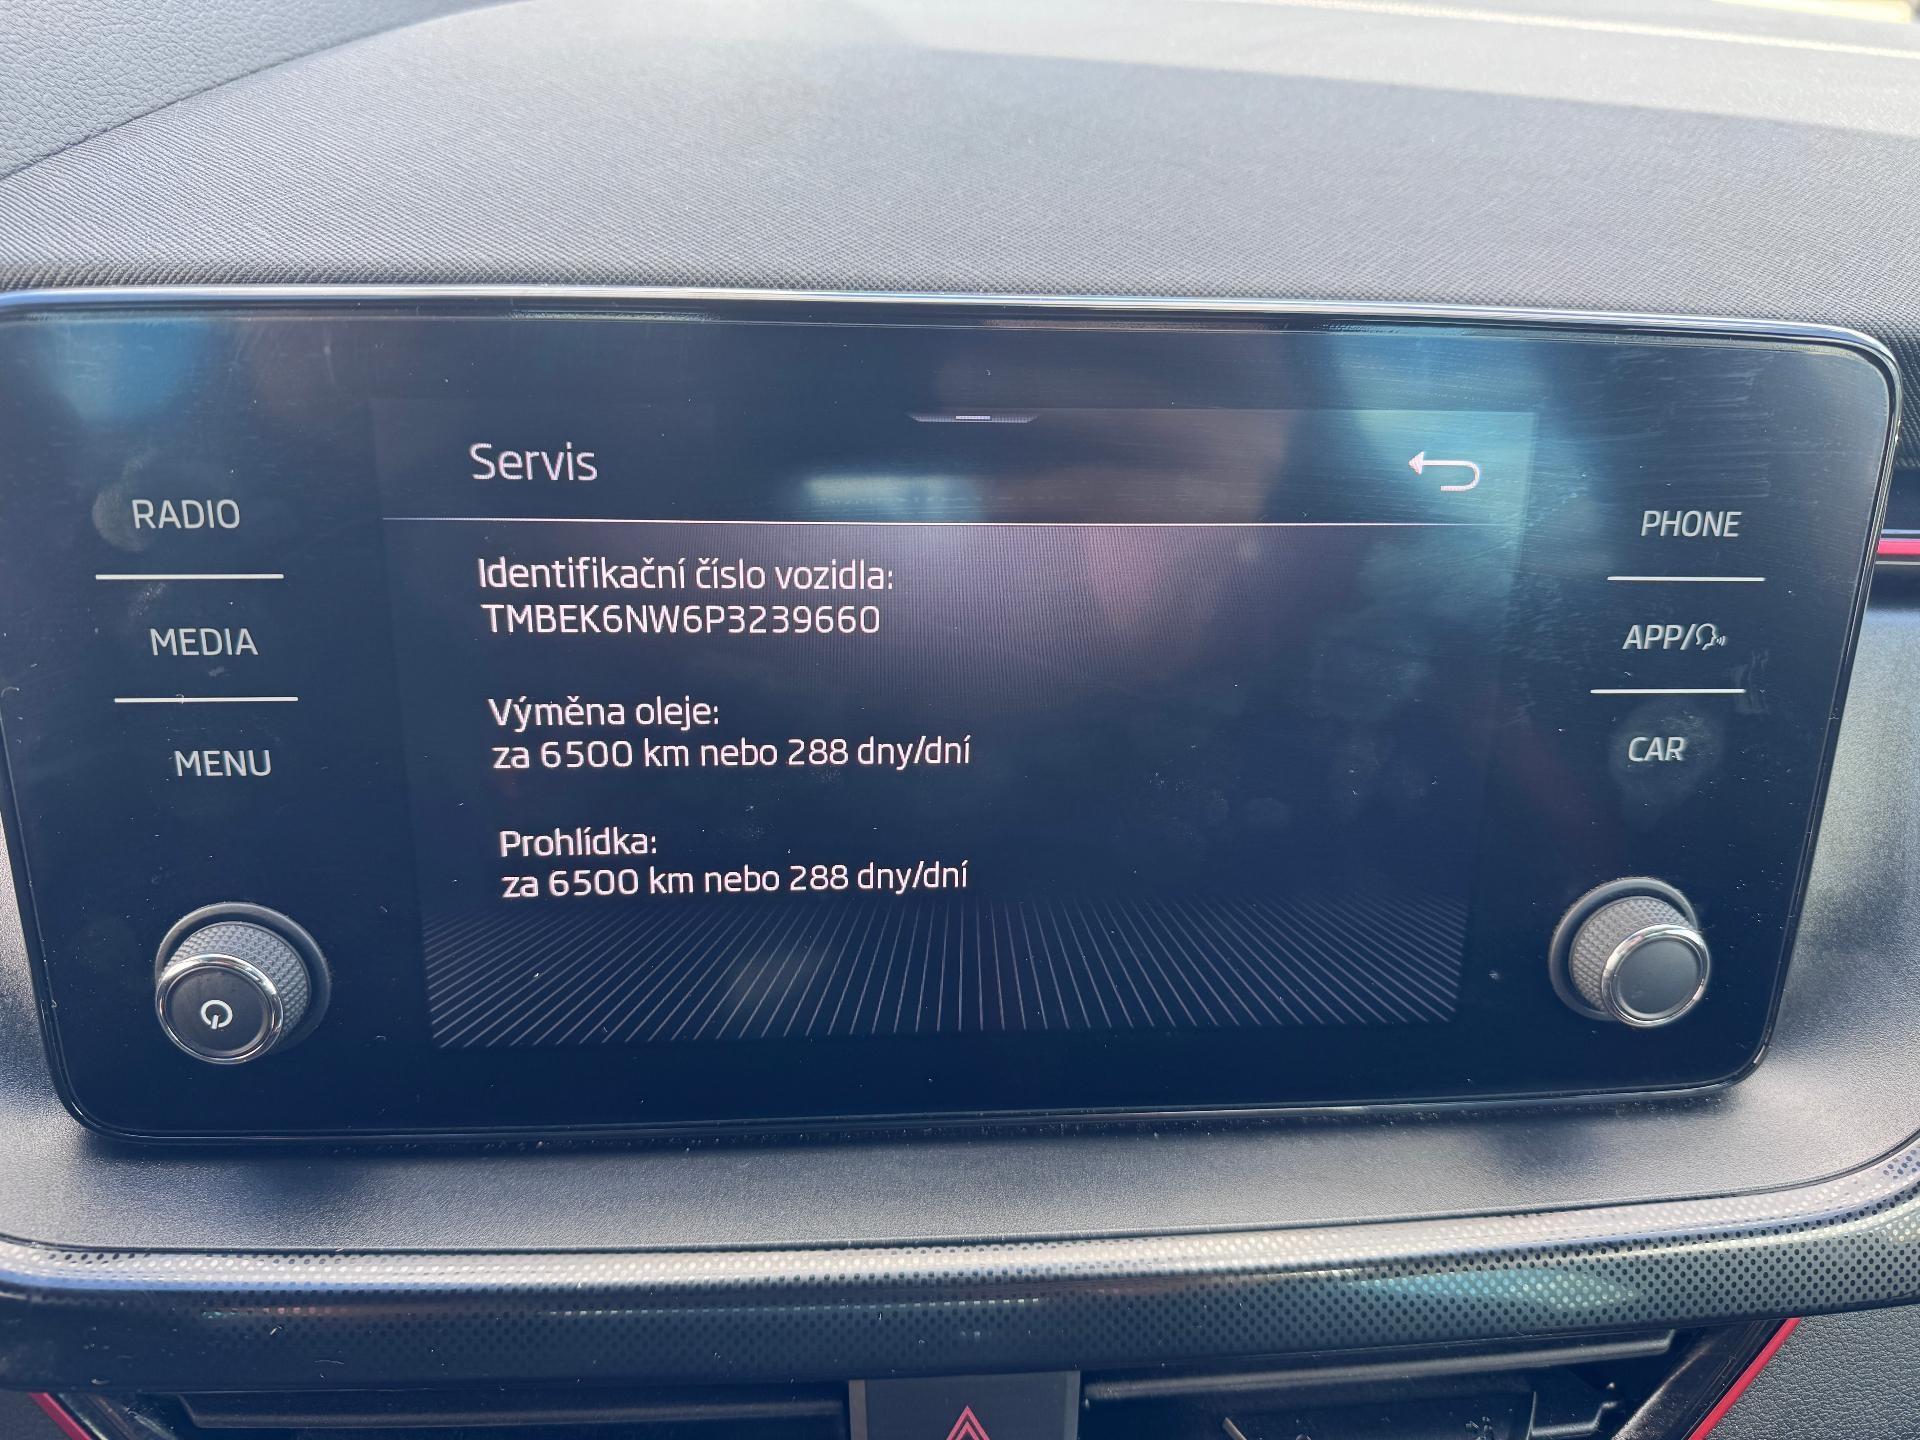 Servis
RADIO
MEDIA
MENU
Identifikační číslo vozidla:
TMBEK6NW6P3239660
Výměna oleje:
za 6500 km nebo 288 dny/dní
Prohlídka:
za 6500 km nebo 288 dny/dní
PHONE
APP/
CAR